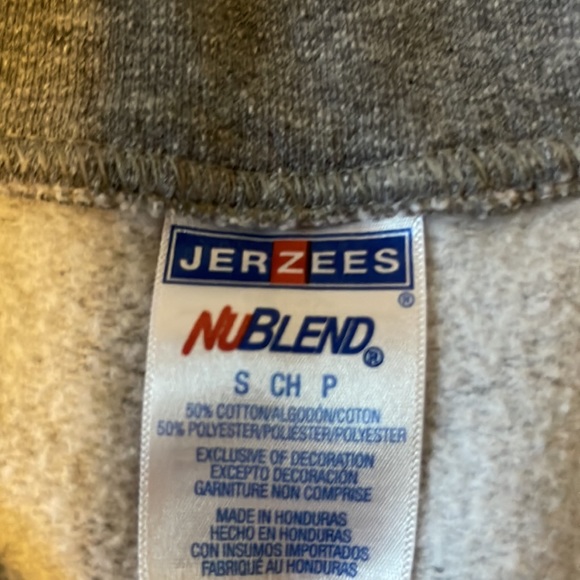 JERZEES
®
NUBLEND®
S CH P
50% COTTON/ALGODÓN/COTON
50% POLYESTER/POLIÉSTER/POLYESTER
EXCLUSIVE OF DECORATION
EXCEPTO DECORACIÓN
GARNITURE NON COMPRISE
MADE IN HONDURAS
HECHO EN HONDURAS
CON INSUMOS IMPORTADOS
FABRIQUÉ AU HONDURAS